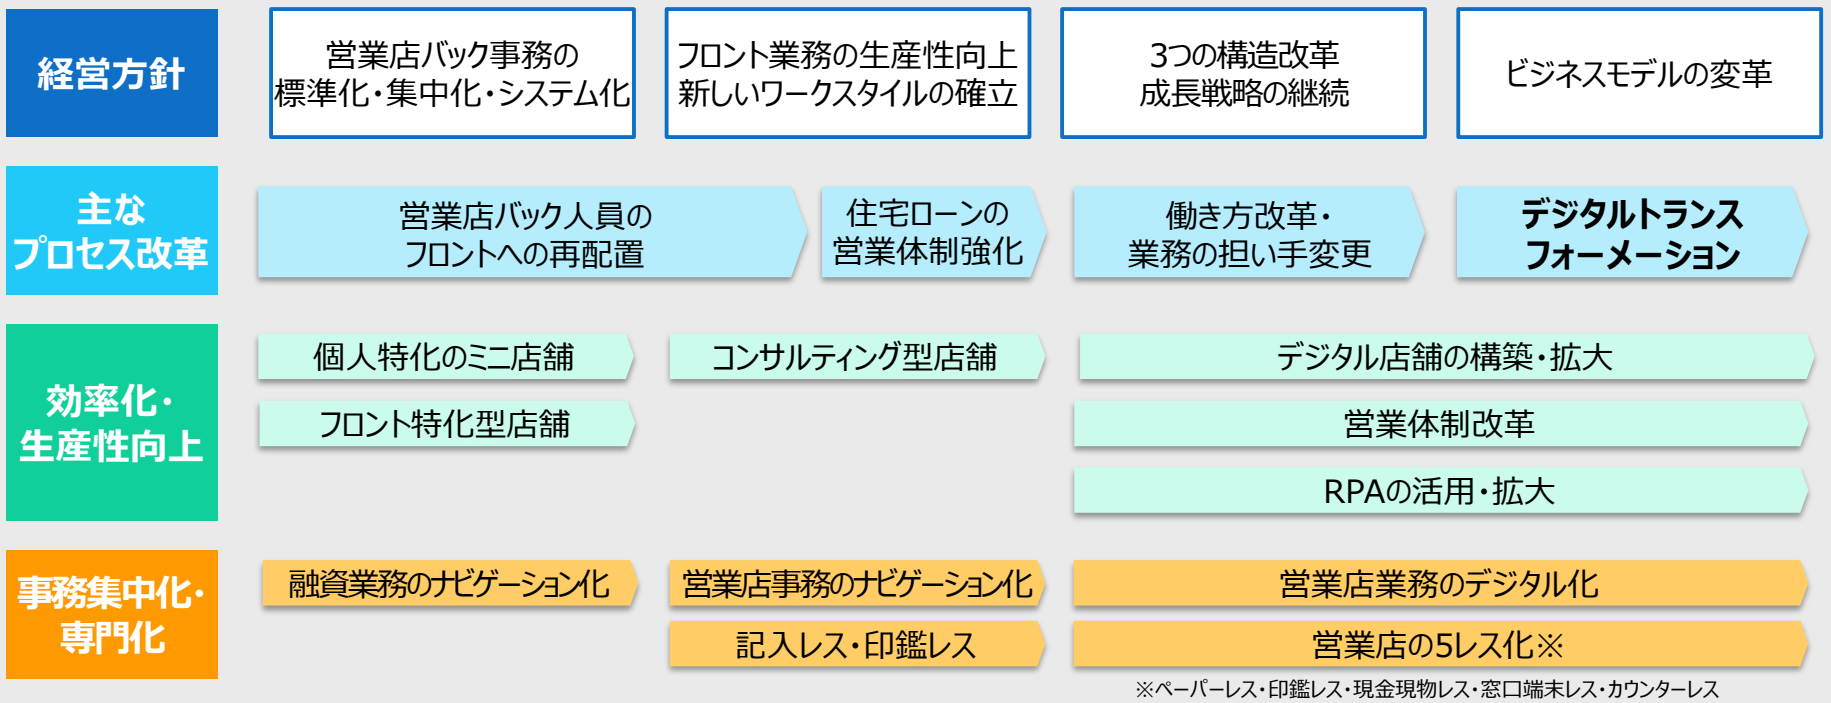 経営方針
営業店バック事務の
標準化・集中化・システム化
フロント業務の生産性向上
新しいワークスタイルの確立
3つの構造改革
成長戦略の継続
ビジネスモデルの変革
主な
プロセス改革
営業店バック人員の
フロントへの再配置
住宅ローンの
営業体制強化
働き方改革・
業務の担い手変更
デジタルトランス
フォーメーション
効率化・
生産性向上
個人特化のミニ店舗
コンサルティング型店舗
デジタル店舗の構築・拡大
フロント特化型店舗
営業体制改革
RPAの活用・拡大
事務集中化・
専門化
融資業務のナビゲーション化
営業店事務のナビゲーション化
営業店業務のデジタル化
記入レス・印鑑レス
営業店の5レス化※
※ペーパーレス・印鑑レス・現金現物レス・窓口端末レス・カウンターレス